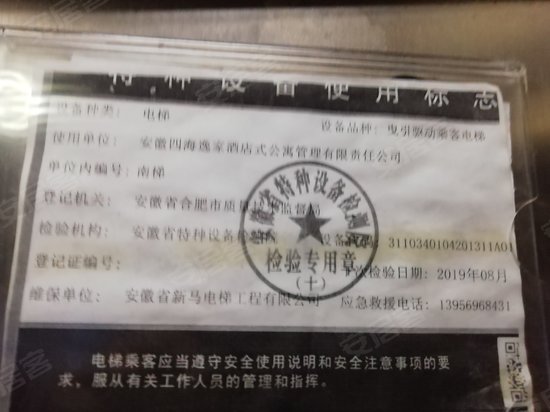 特种设备使用标志
设备种类： 电梯 设备品种： 曳引驱动乘客电梯
使用单位： 安徽四海逸家酒店式公寓管理有限责任公司
单位内编号： 南梯
登记机关： 安徽省合肥市质量技术监督局
检验机构： 安徽省特种设备检 设备代码： 3110340104201311A01
登记证编号： 下次检验日期： 2019年08月
维保单位： 安徽省新马电梯工程有限公司 应急救援电话： 13956968431
安徽省特种设备检测院
检验专用章
（十）
电梯乘客应当遵守安全使用说明和安全注意事项的要
求，服从有关工作人员的管理和指挥。
安居客